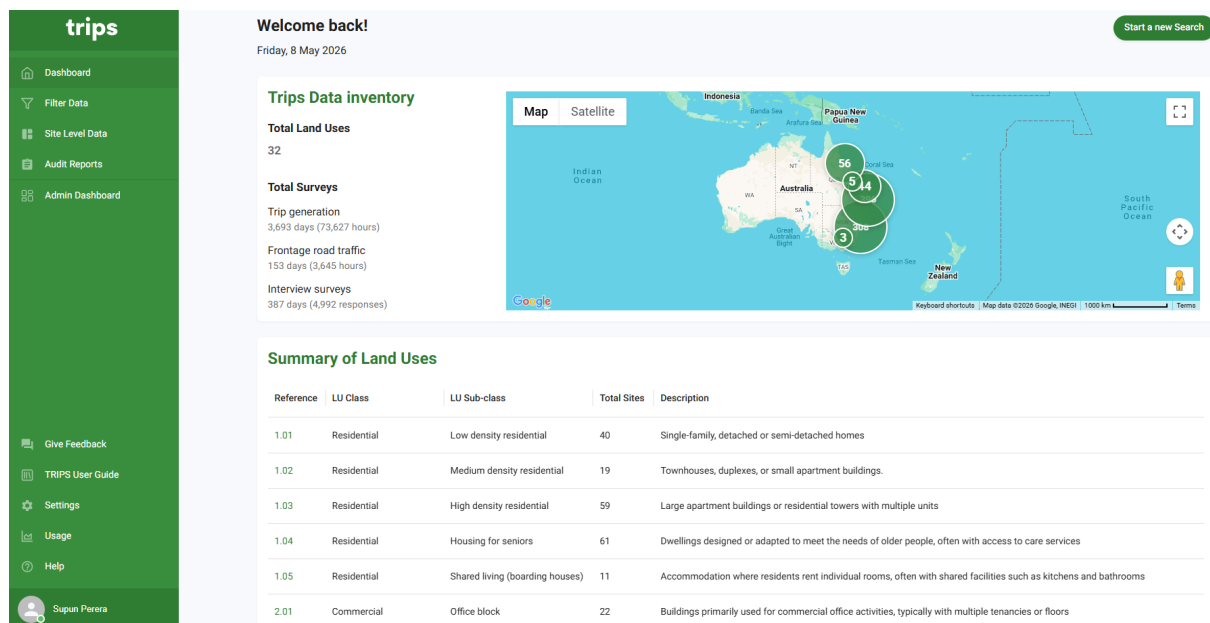 trips
Dashboard
Filter Data
Site Level Data
Audit Reports
Admin Dashboard
Give Feedback
TRIPS User Guide
Settings
Usage
Help
Supun Perera
Welcome back!
Friday, 8 May 2026
Start a new Search
Trips Data inventory
Total Land Uses
32
Total Surveys
Trip generation
3,693 days (73,627 hours)
Frontage road traffic
153 days (3,645 hours)
Interview surveys
387 days (4,992 responses)
Map Satellite
Indonesia
Banda Sea
Arafura Sea
Papua New
Guinea
Indian
Ocean
NT
56
Coral Sea
5
44
Australia
WA
SA
Great
Australian
Bight
308
3
TAS
Tasman Sea
New
Zealand
South
Pacific
Ocean
Google
Keyboard shortcuts Map data ©2026 Google, INEGI 1000 km Terms
Summary of Land Uses
Reference LU Class LU Sub-class Total Sites Description
1.01 Residential Low density residential 40 Single-family, detached or semi-detached homes
1.02 Residential Medium density residential 19 Townhouses, duplexes, or small apartment buildings.
1.03 Residential High density residential 59 Large apartment buildings or residential towers with multiple units
1.04 Residential Housing for seniors 61 Dwellings designed or adapted to meet the needs of older people, often with access to care services
1.05 Residential Shared living (boarding houses) 11 Accommodation where residents rent individual rooms, often with shared facilities such as kitchens and bathrooms
2.01 Commercial Office block 22 Buildings primarily used for commercial office activities, typically with multiple tenancies or floors